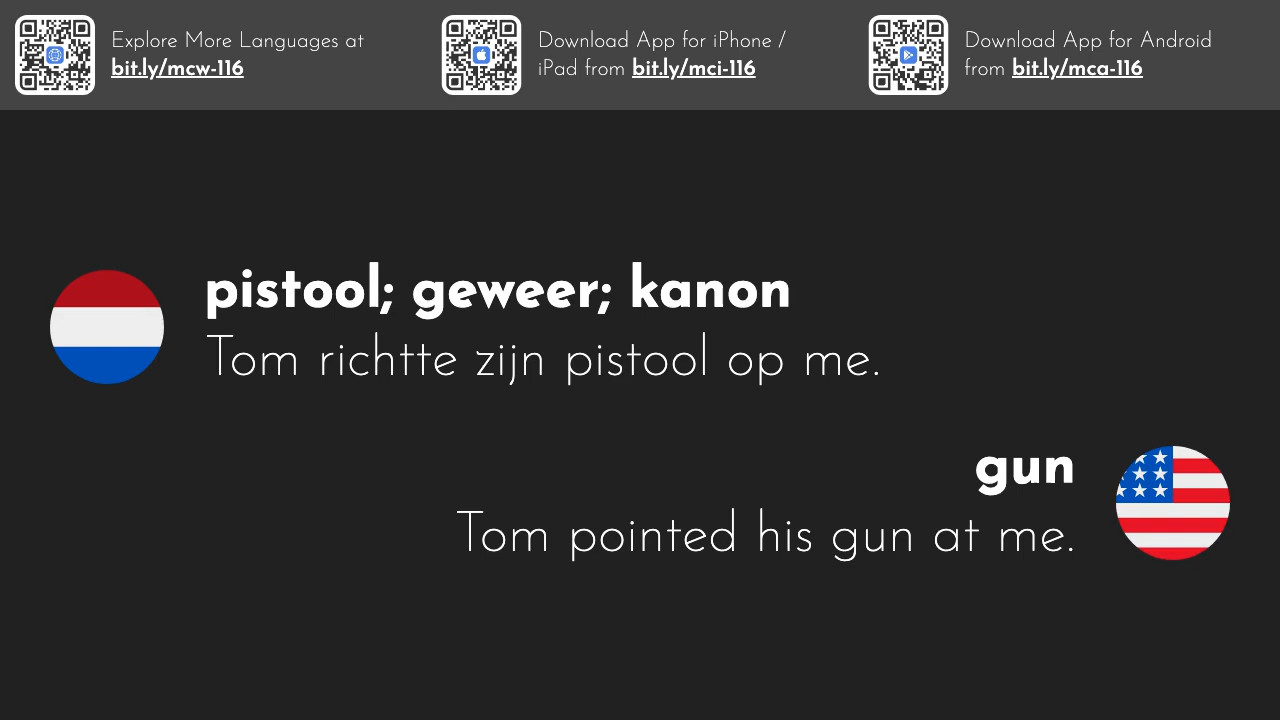 Explore More Languages at
bit.ly/mcw-116
Download App for iPhone /
iPad from bit.ly/mci-116
Download App for Android
from bit.ly/mca-116
pistool; geweer; kanon
Tom richtte zijn pistool op me.
gun
Tom pointed his gun at me.